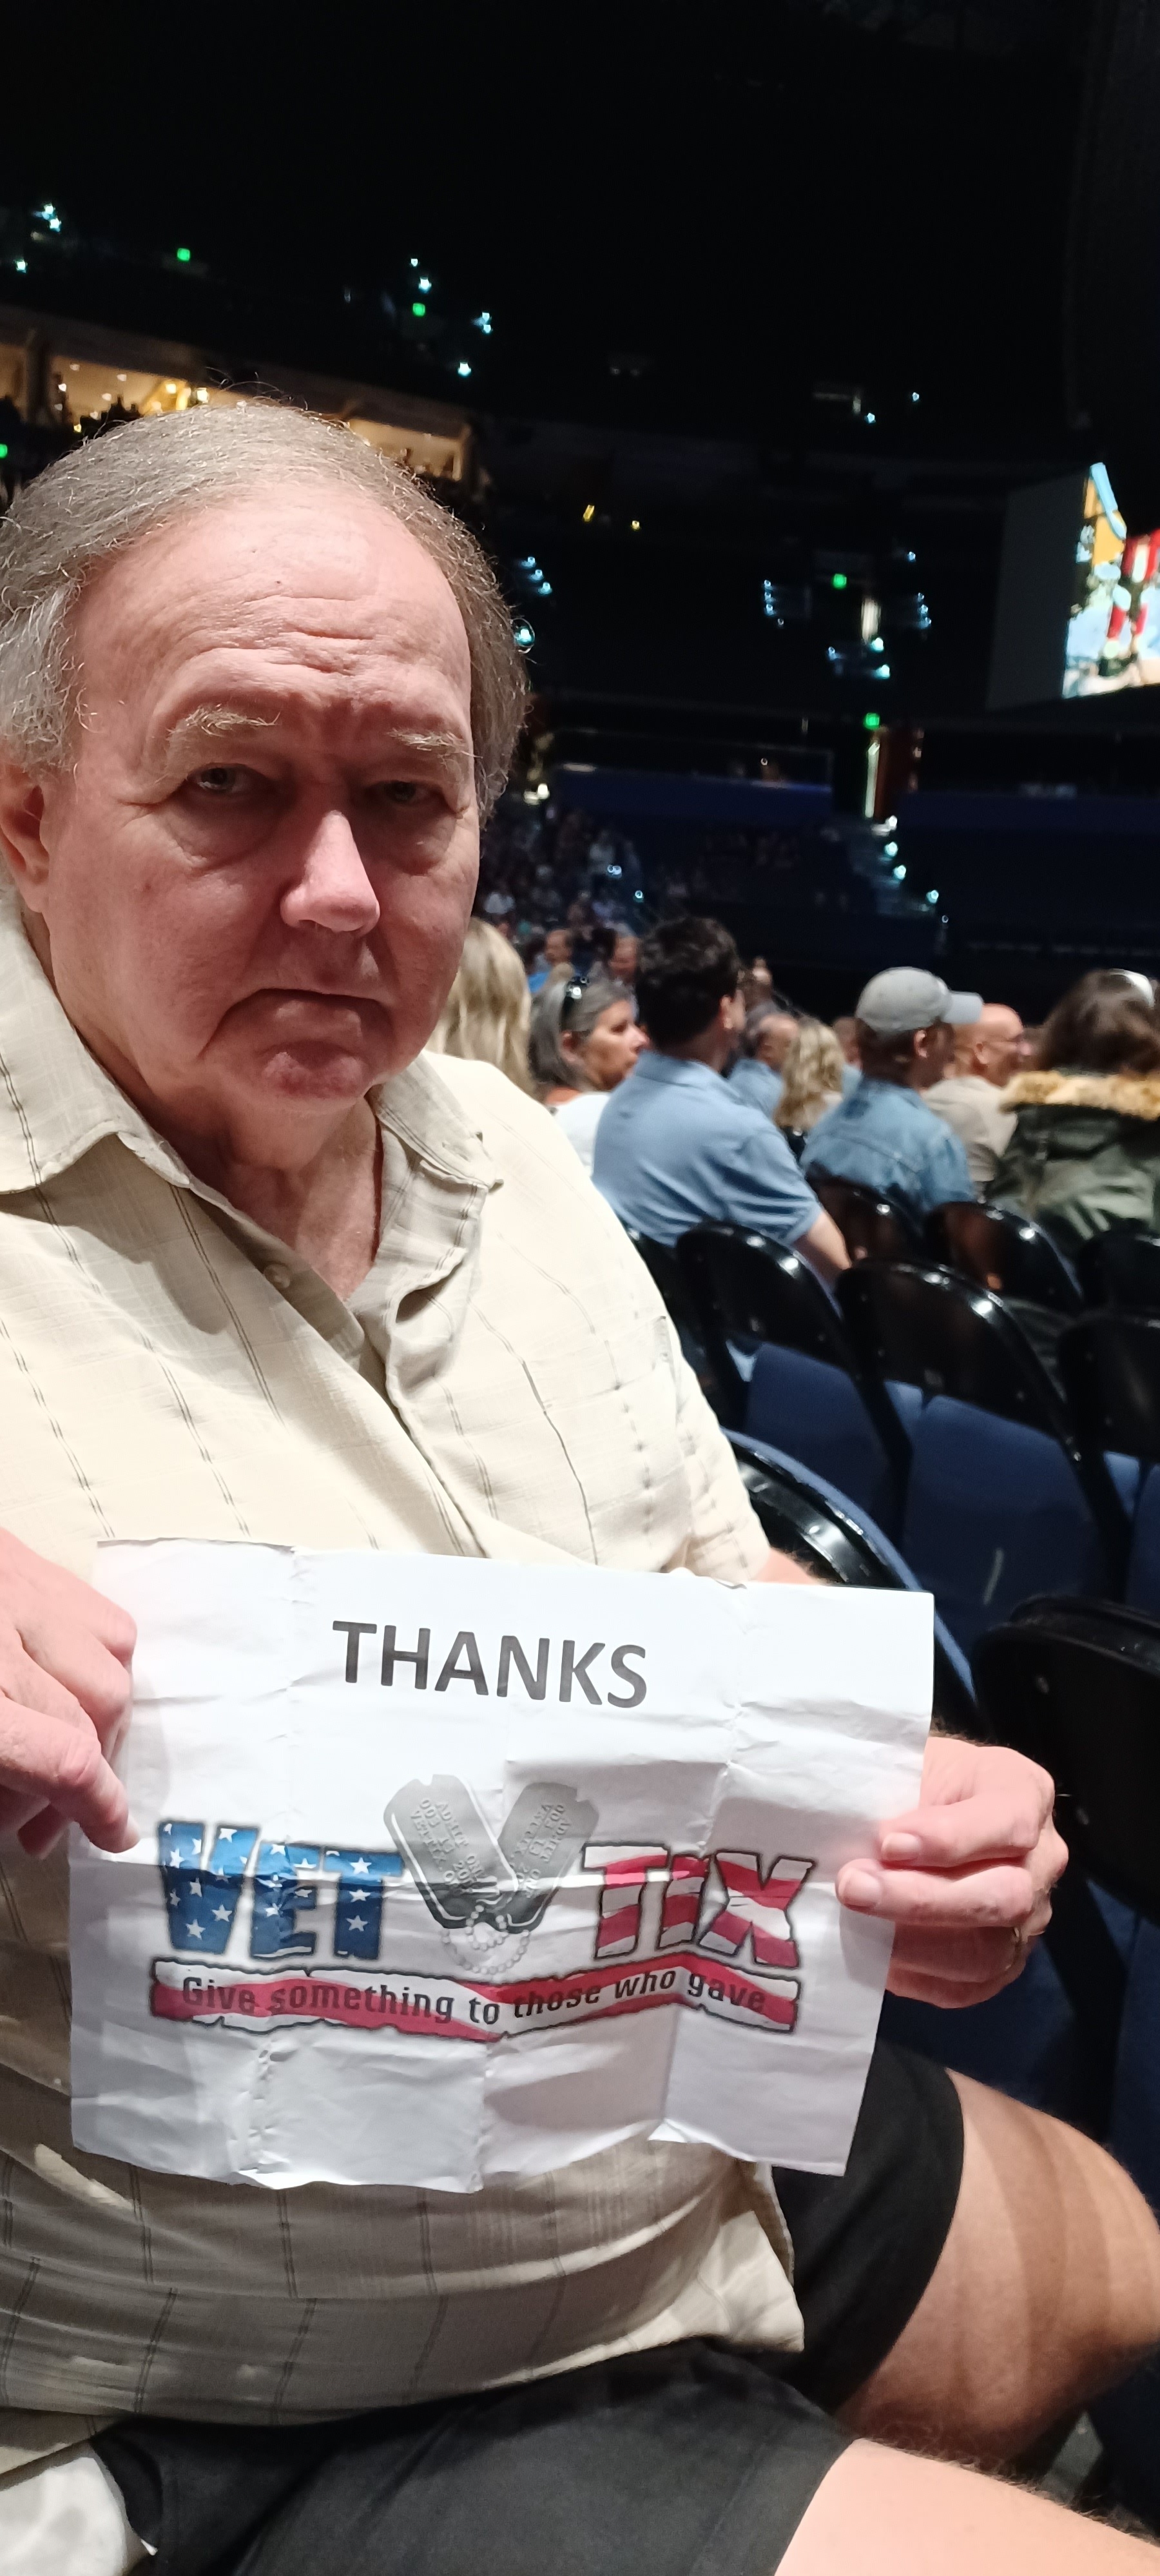 THANKS
VET TIX
Give something to those who gave